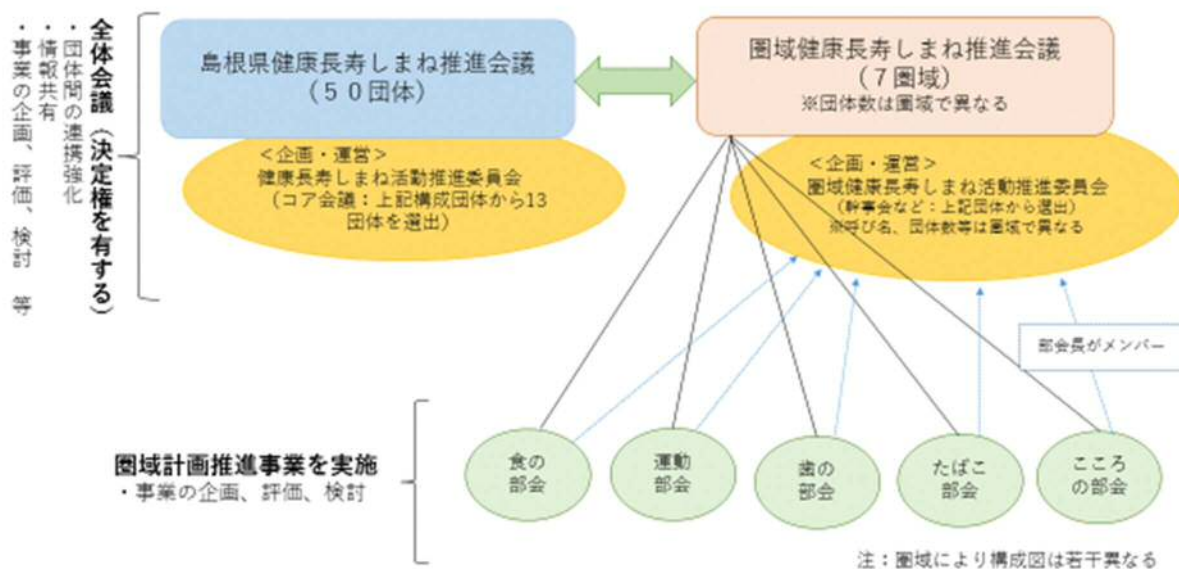 全体会議（決定権を有する）
・団体間の連携強化
・情報共有
・事業の企画、評価、検討　等
島根県健康長寿しまね推進会議
（５０団体）
＜企画・運営＞
健康長寿しまね活動推進委員会
（コア会議：上記構成団体から13
団体を選出）
圏域健康長寿しまね推進会議
（７圏域）
※団体数は圏域で異なる
＜企画・運営＞
圏域健康長寿しまね活動推進委員会
（幹事会など：上記団体から選出）
※呼び名、団体数等は圏域で異なる
部会長がメンバー
圏域計画推進事業を実施
・事業の企画、評価、検討
食の
部会
運動
部会
歯の
部会
たばこ
部会
こころ
の部会
注：圏域により構成図は若干異なる